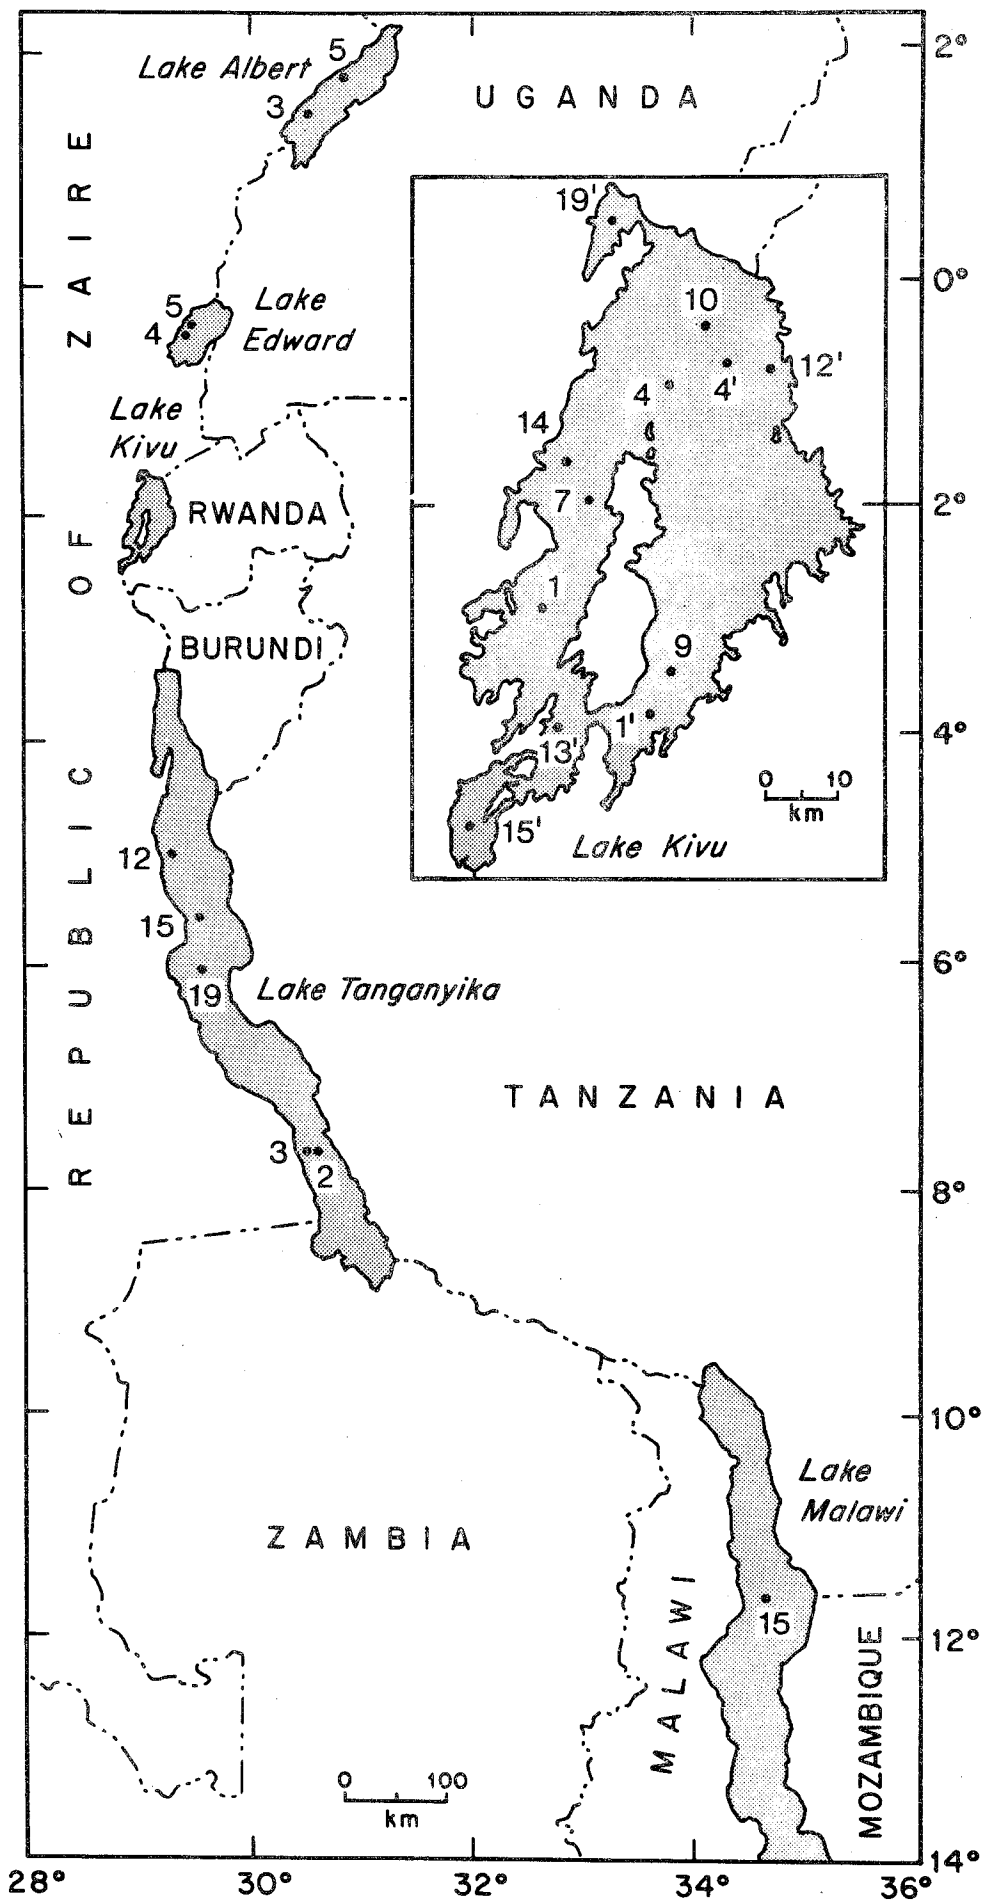 5
Lake Albert
3
UGANDA
2°
REPUBLIC OF ZAIRE
5
4
Lake
Edward
0°
Lake
Kivu
RWANDA
2°
BURUNDI
19'
10
12'
4
4'
14
7
1
9
1'
13'
15'
0 10
km
Lake Kivu
4°
12
15
19
Lake Tanganyika
6°
TANZANIA
3
2
8°
10°
Lake
Malawi
ZAMBIA
MALAWI
15
12°
MOZAMBIQUE
0 100
km
14°
28° 30° 32° 34° 36°